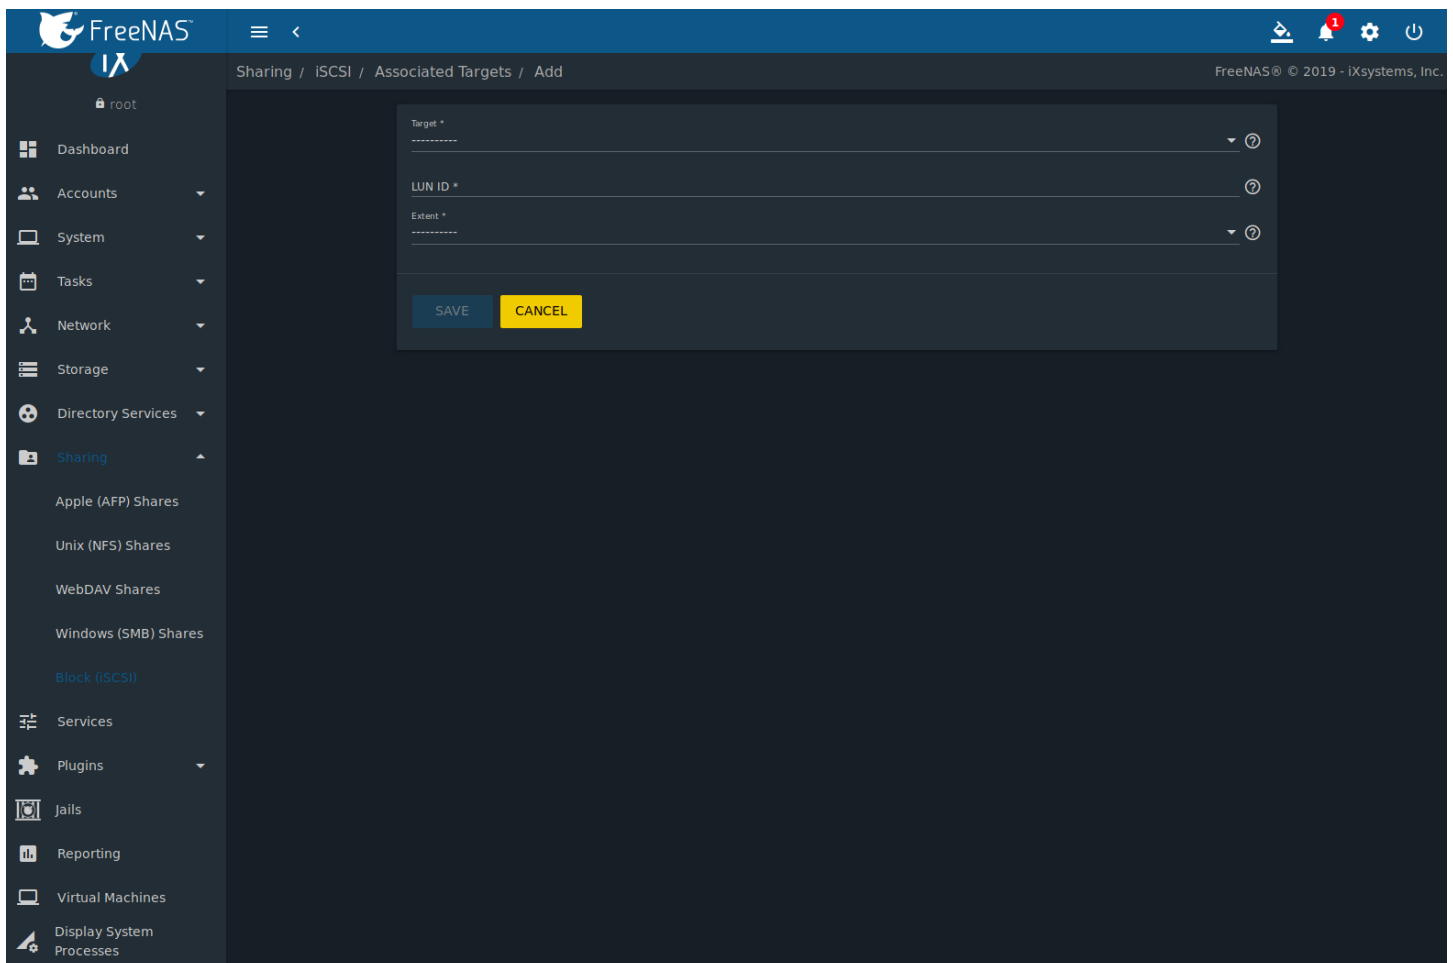 FreeNAS™
1
Sharing / iSCSI / Associated Targets / Add
FreeNAS® © 2019 - iXsystems, Inc.
root
Dashboard
Accounts
System
Tasks
Network
Storage
Directory Services
Sharing
Apple (AFP) Shares
Unix (NFS) Shares
WebDAV Shares
Windows (SMB) Shares
Block (iSCSI)
Services
Plugins
Jails
Reporting
Virtual Machines
Display System
Processes
Target *
----------
LUN ID *
Extent *
----------
SAVE CANCEL